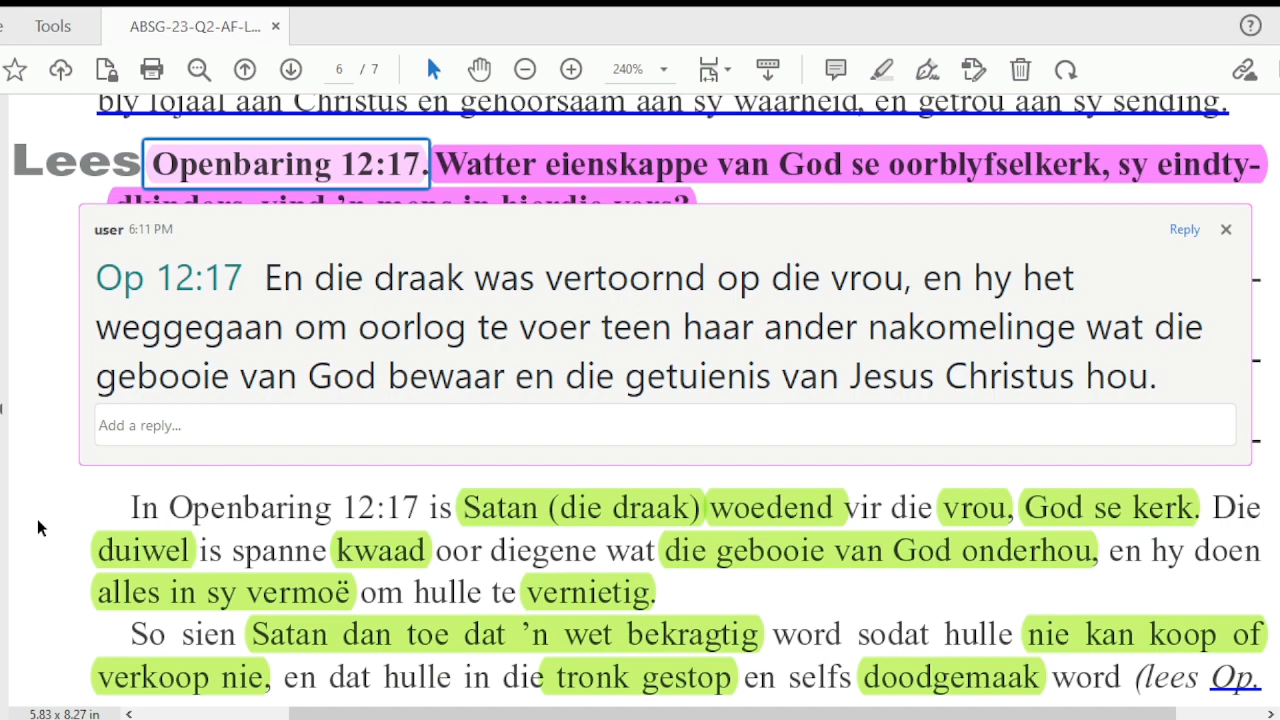 Tools
ABSG-23-Q2-AF-L... ×
6 / 7
240%
bly lojaal aan Christus en gehoorsaam aan sy waarheid, en getrou aan sy sending.
Lees Openbaring 12:17. Watter eienskappe van God se oorblyfselkerk, sy eindty-
dkinders, vind ’n mens in hierdie vers?
user 6:11 PM
Reply
Op 12:17 En die draak was vertoornd op die vrou, en hy het
weggegaan om oorlog te voer teen haar ander nakomelinge wat die
gebooie van God bewaar en die getuienis van Jesus Christus hou.
Add a reply...
In Openbaring 12:17 is Satan (die draak) woedend vir die vrou, God se kerk. Die
duiwel is spanne kwaad oor diegene wat die gebooie van God onderhou, en hy doen
alles in sy vermoë om hulle te vernietig.
So sien Satan dan toe dat ’n wet bekragtig word sodat hulle nie kan koop of
verkoop nie, en dat hulle in die tronk gestop en selfs doodgemaak word (lees Op.
5.83 x 8.27 in